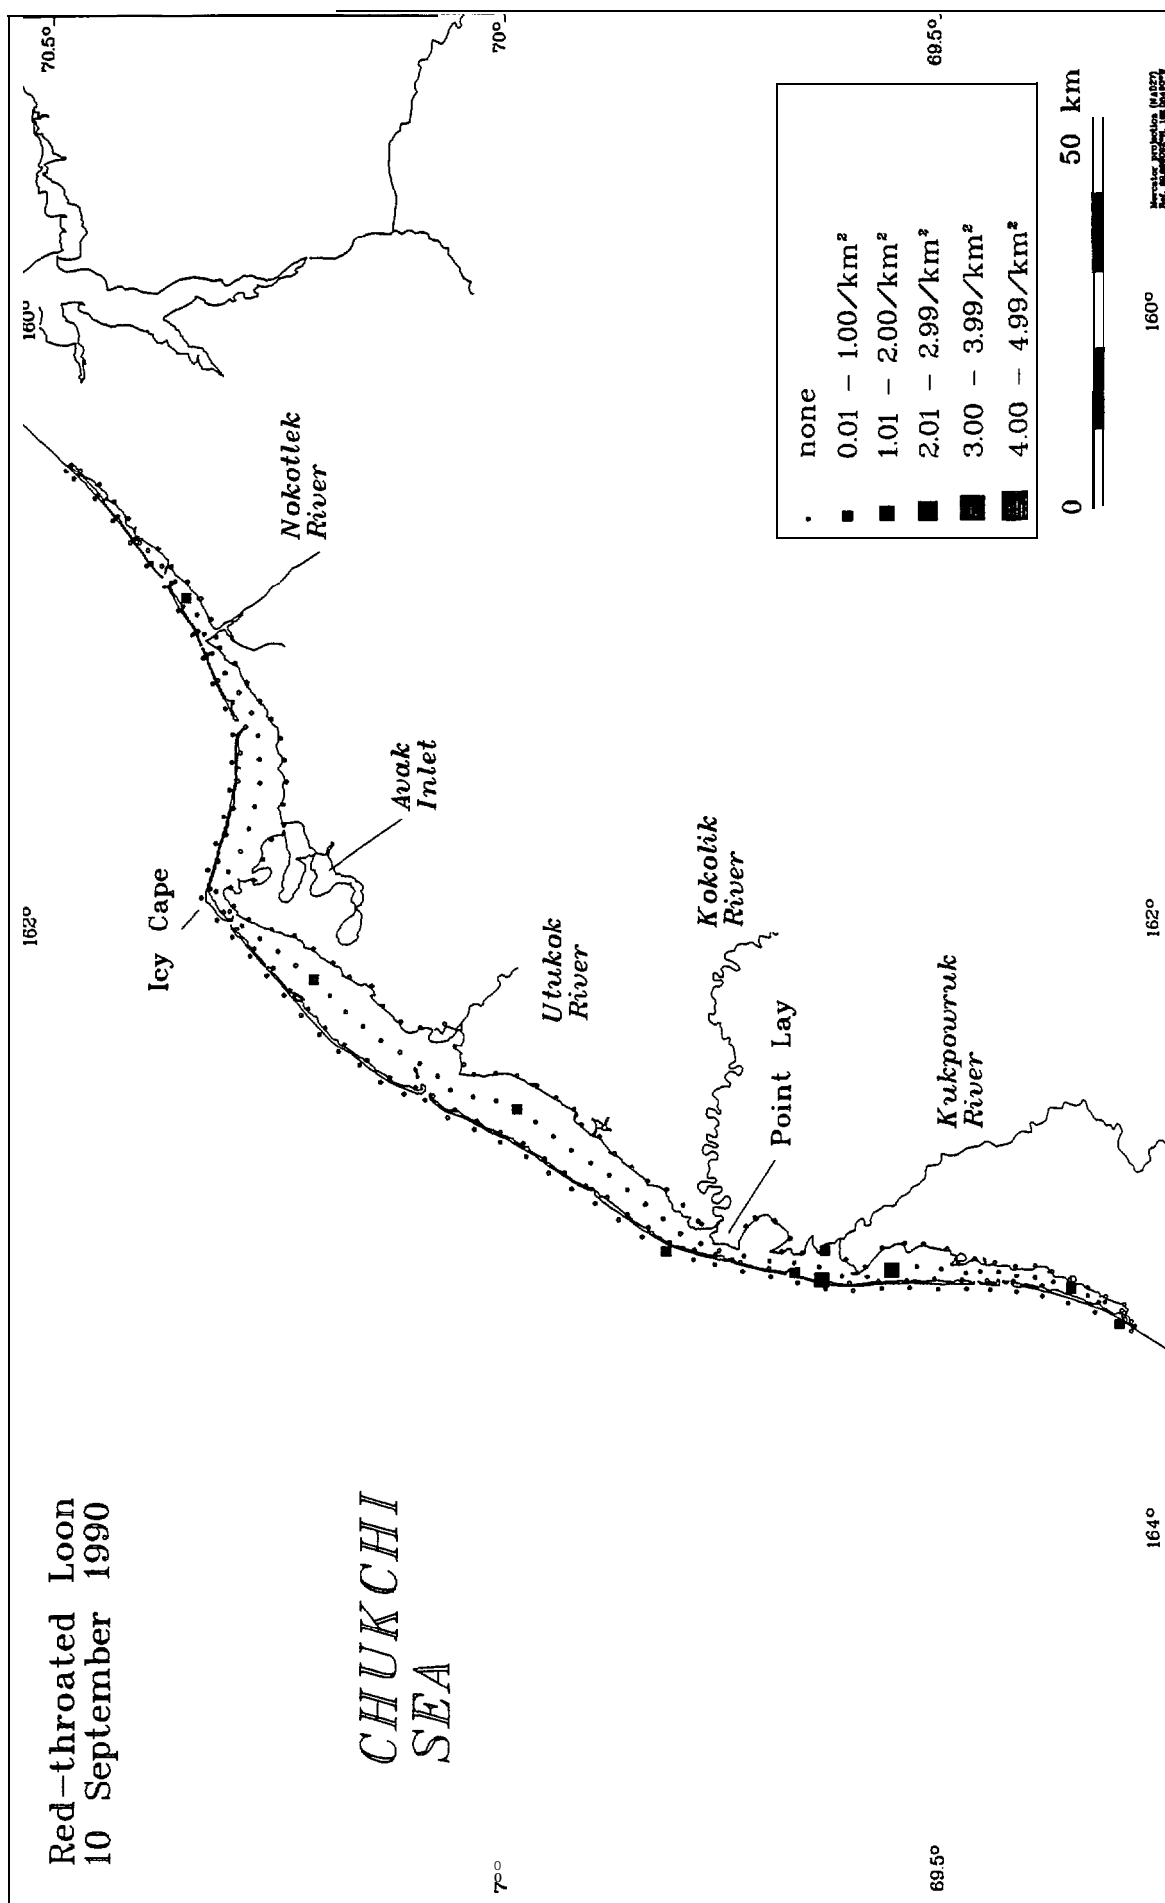 Red-throated Loon
10 September 1990
CHUKCHI
SEA
162°
160°
70.5°
70°
70°
69.5°
69.5°
164°
162°
160°
Icy Cape
Nokotlek
River
Avak
Inlet
Utukok
River
Kokolik
River
Point Lay
Kukpowruk
River
none
0.01 - 1.00/km²
1.01 - 2.00/km²
2.01 - 2.99/km²
3.00 - 3.99/km²
4.00 - 4.99/km²
0 50 km
Mercator projection (NAD27)